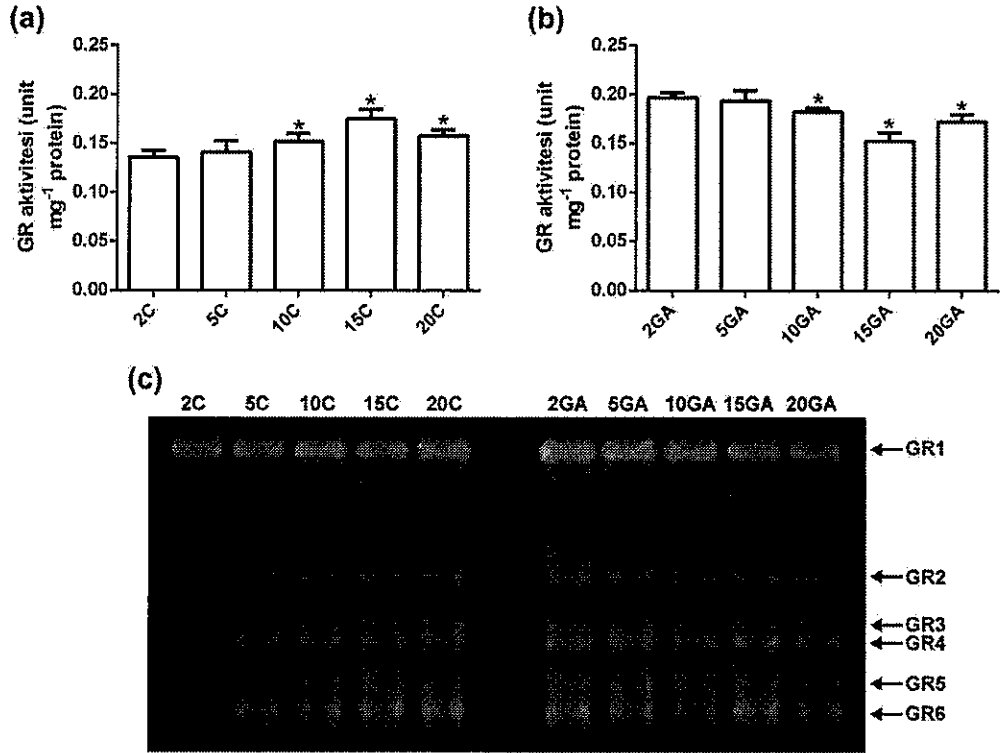 (a)
GR aktivitesi (unit
mg⁻¹ protein)
0.25
0.20
0.15
0.10
0.05
0.00
*
*
*
2C
5C
10C
15C
20C
(b)
GR aktivitesi (unit
mg⁻¹ protein)
0.25
0.20
0.15
0.10
0.05
0.00
*
*
*
2GA
5GA
10GA
15GA
20GA
(c)
2C 5C 10C 15C 20C 2GA 5GA 10GA 15GA 20GA
GR1
GR2
GR3
GR4
GR5
GR6